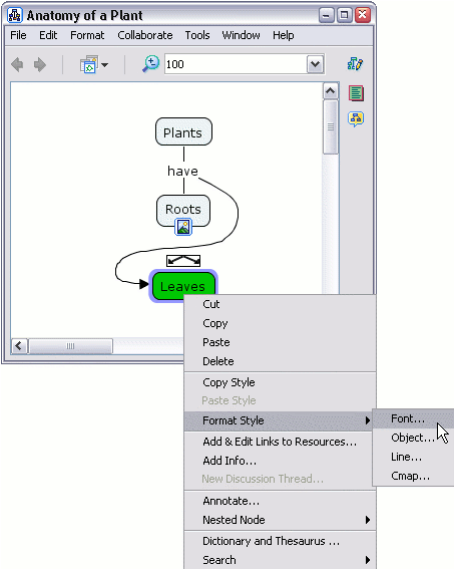 Anatomy of a Plant
File Edit Format Collaborate Tools Window Help
100
Plants
have
Roots
Leaves
Cut
Copy
Paste
Delete
Copy Style
Paste Style
Format Style
Font...
Object...
Line...
Cmap...
Add & Edit Links to Resources...
Add Info...
New Discussion Thread...
Annotate...
Nested Node
Dictionary and Thesaurus ...
Search